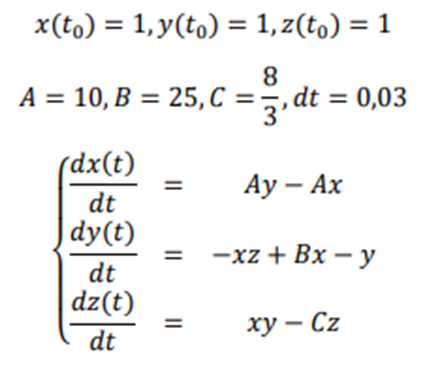 x(t₀) = 1, y(t₀) = 1, z(t₀) = 1
A = 10, B = 25, C = 8/3, dt = 0,03
dx(t)/dt = Ay − Ax
dy(t)/dt = −xz + Bx − y
dz(t)/dt = xy − Cz